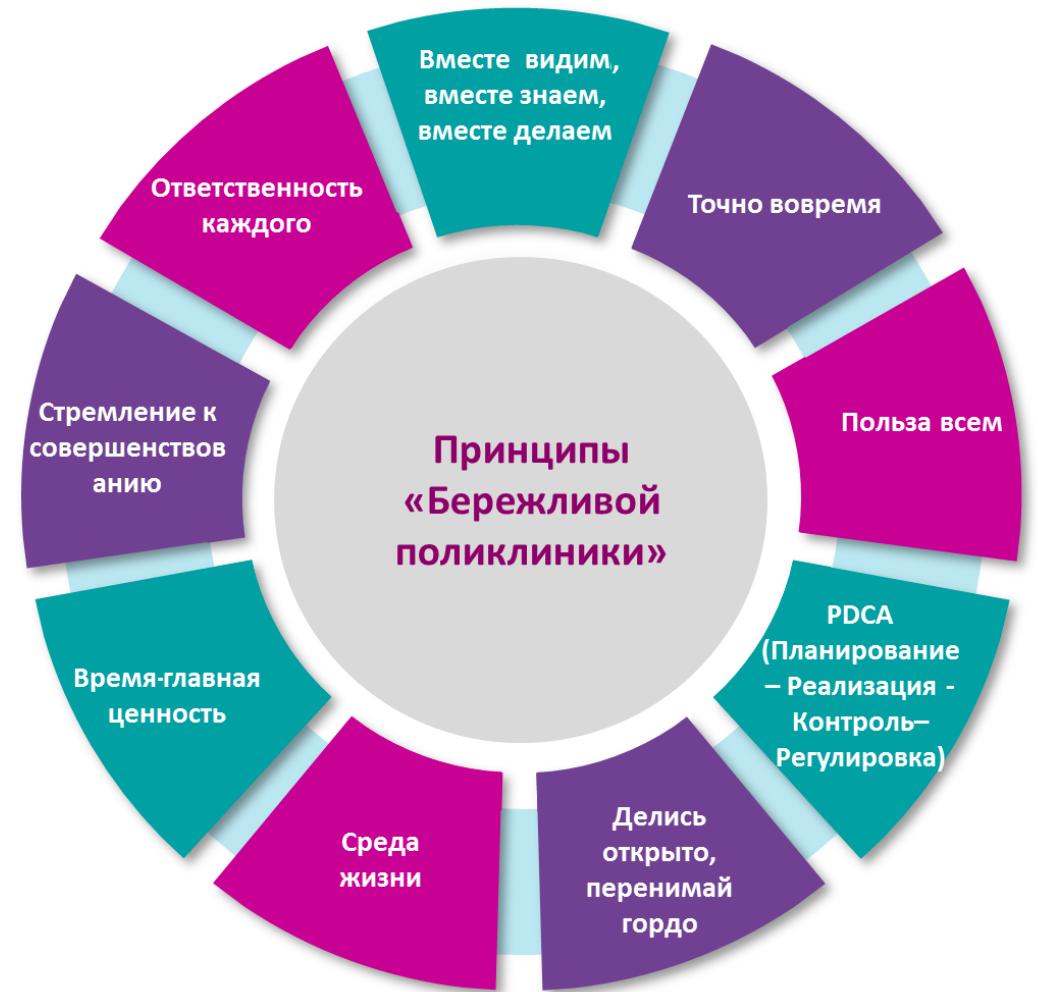 Вместе видим,
вместе знаем,
вместе делаем
Точно вовремя
Польза всем
PDCA
(Планирование
– Реализация -
Контроль–
Регулировка)
Делись
открыто,
перенимай
гордо
Среда
жизни
Время-главная
ценность
Стремление к
совершенствов
анию
Ответственность
каждого
Принципы
«Бережливой
поликлиники»